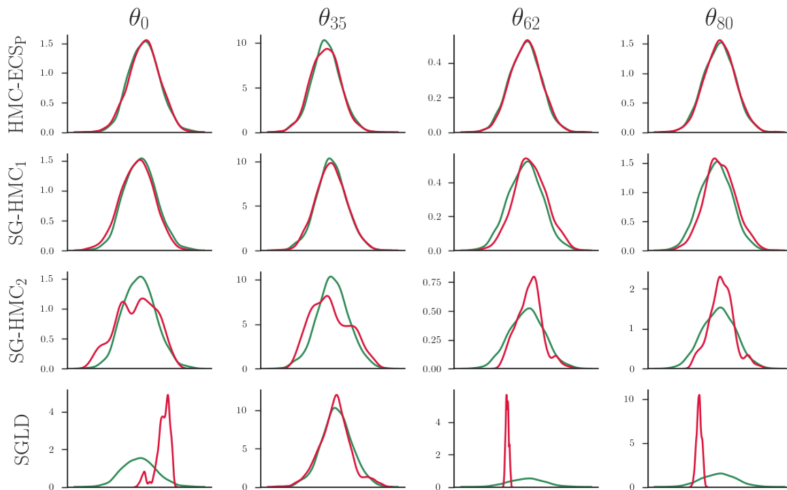 θ₀ θ₃₅ θ₆₂ θ₈₀
HMC-ECSₚ
1.5 10 0.4 1.5
1.0 1.0
5 0.2
0.5 0.5
0.0 0 0.0 0.0
SG-HMC₁
1.5 10 0.4 1.5
1.0 1.0
5 0.2
0.5 0.5
0.0 0 0.0 0.0
SG-HMC₂
1.5 10 0.75 2
1.0 0.50
5 1
0.5 0.25
0.0 0 0.00 0
SGLD
4 10 4 10
2 5 2 5
0 0 0 0